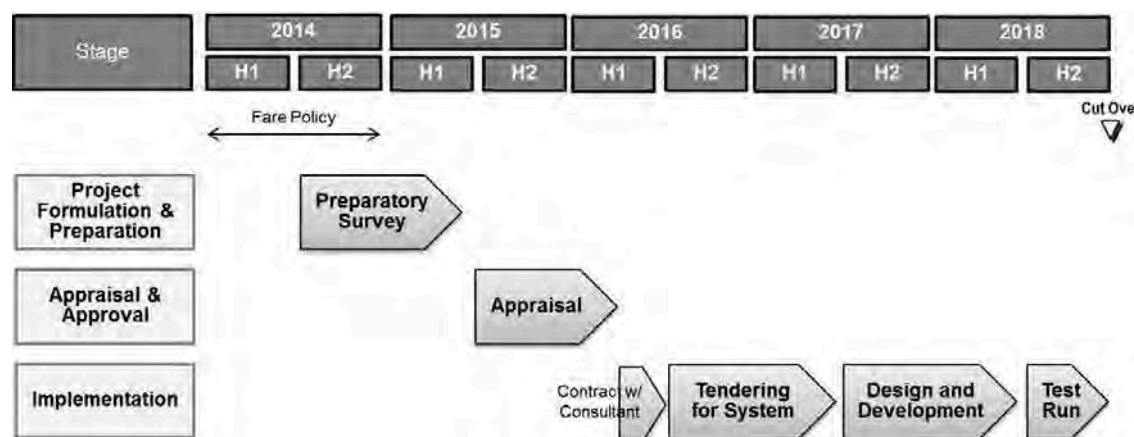 Stage
2014 2015 2016 2017 2018
H1 H2 H1 H2 H1 H2 H1 H2 H1 H2
Fare Policy
Cut Ove
Project
Formulation &
Preparation
Preparatory
Survey
Appraisal &
Approval
Appraisal
Implementation
Contract w/
Consultant
Tendering
for System
Design and
Development
Test
Run